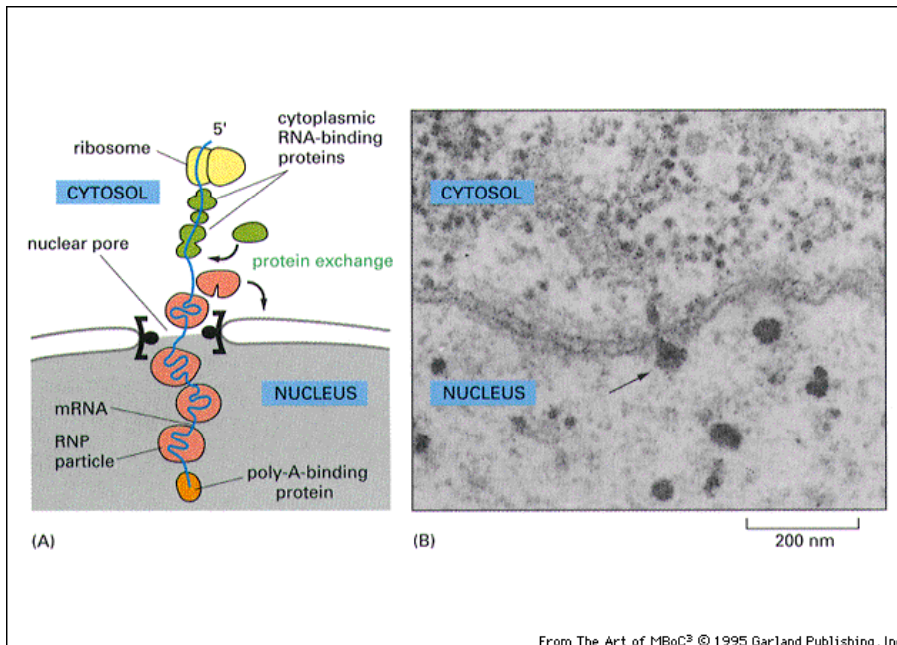 5'
cytoplasmic
RNA-binding
proteins
ribosome
CYTOSOL
nuclear pore
protein exchange
NUCLEUS
mRNA
RNP
particle
poly-A-binding
protein
(A)
CYTOSOL
NUCLEUS
(B)
200 nm
From The Art of MBoC³ © 1995 Garland Publishing, Inc